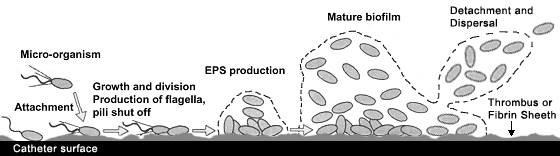 Micro-organism
Attachment
Growth and division
Production of flagella,
pili shut off
EPS production
Mature biofilm
Detachment and
Dispersal
Thrombus or
Fibrin Sheeth
Catheter surface